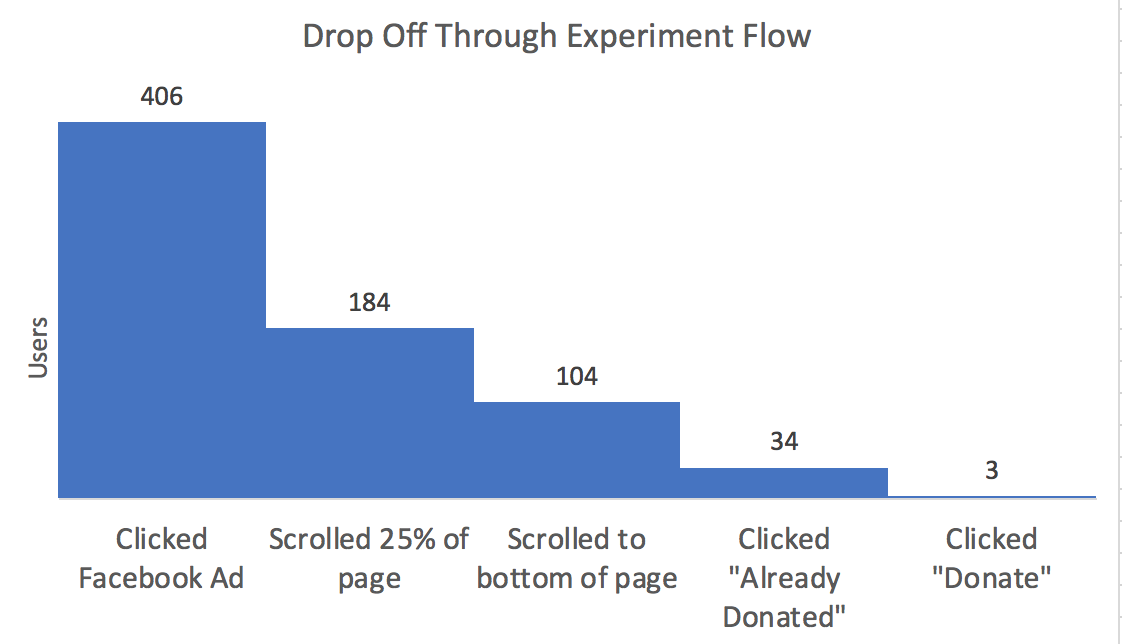 Drop Off Through Experiment Flow
406
184
104
34
3
Users
Clicked
Facebook Ad
Scrolled 25% of
page
Scrolled to
bottom of page
Clicked
"Already
Donated"
Clicked
"Donate"